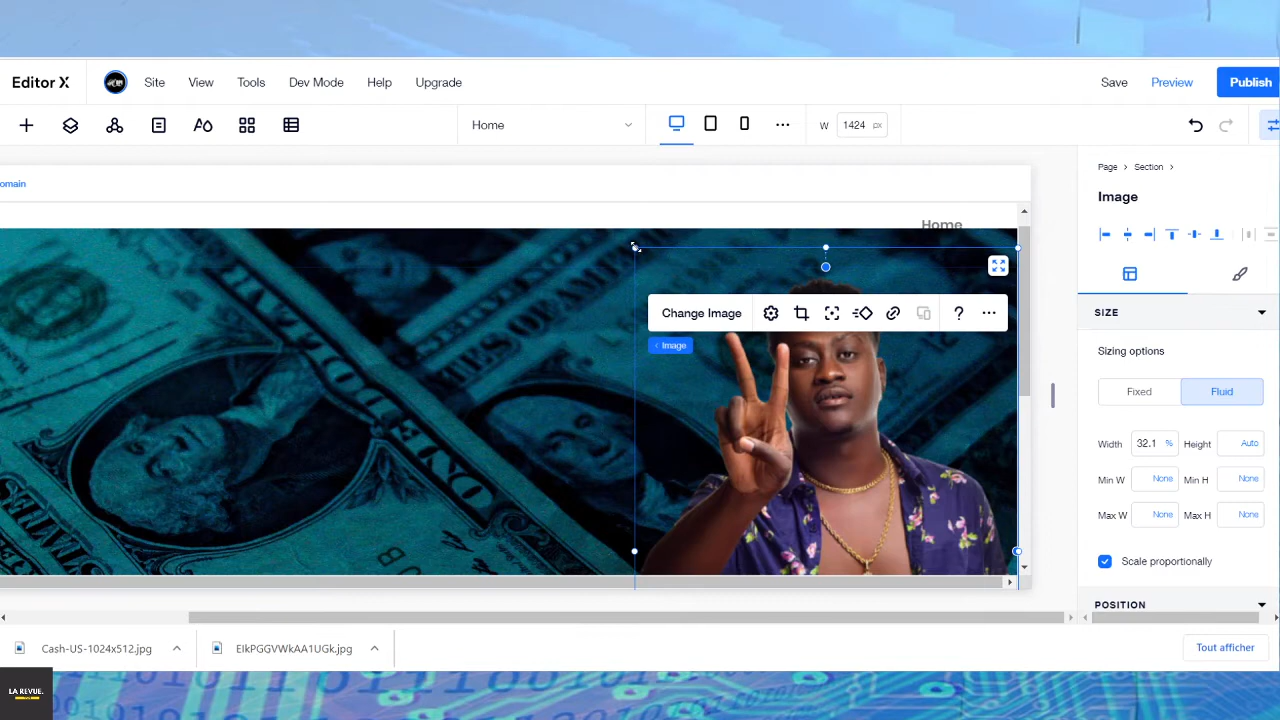 Editor X
Site
View
Tools
Dev Mode
Help
Upgrade
Save
Preview
Publish
Home
W 1424 px
omain
Home
Change Image
? 
Image
Page > Section >
Image
SIZE
Sizing options
Fixed
Fluid
Width 32.1 % Height Auto
Min W None Min H None
Max W None Max H None
Scale proportionally
POSITION
Cash-US-1024x512.jpg
ElkPGGVWkAA1UGk.jpg
Tout afficher
LA REVUE.